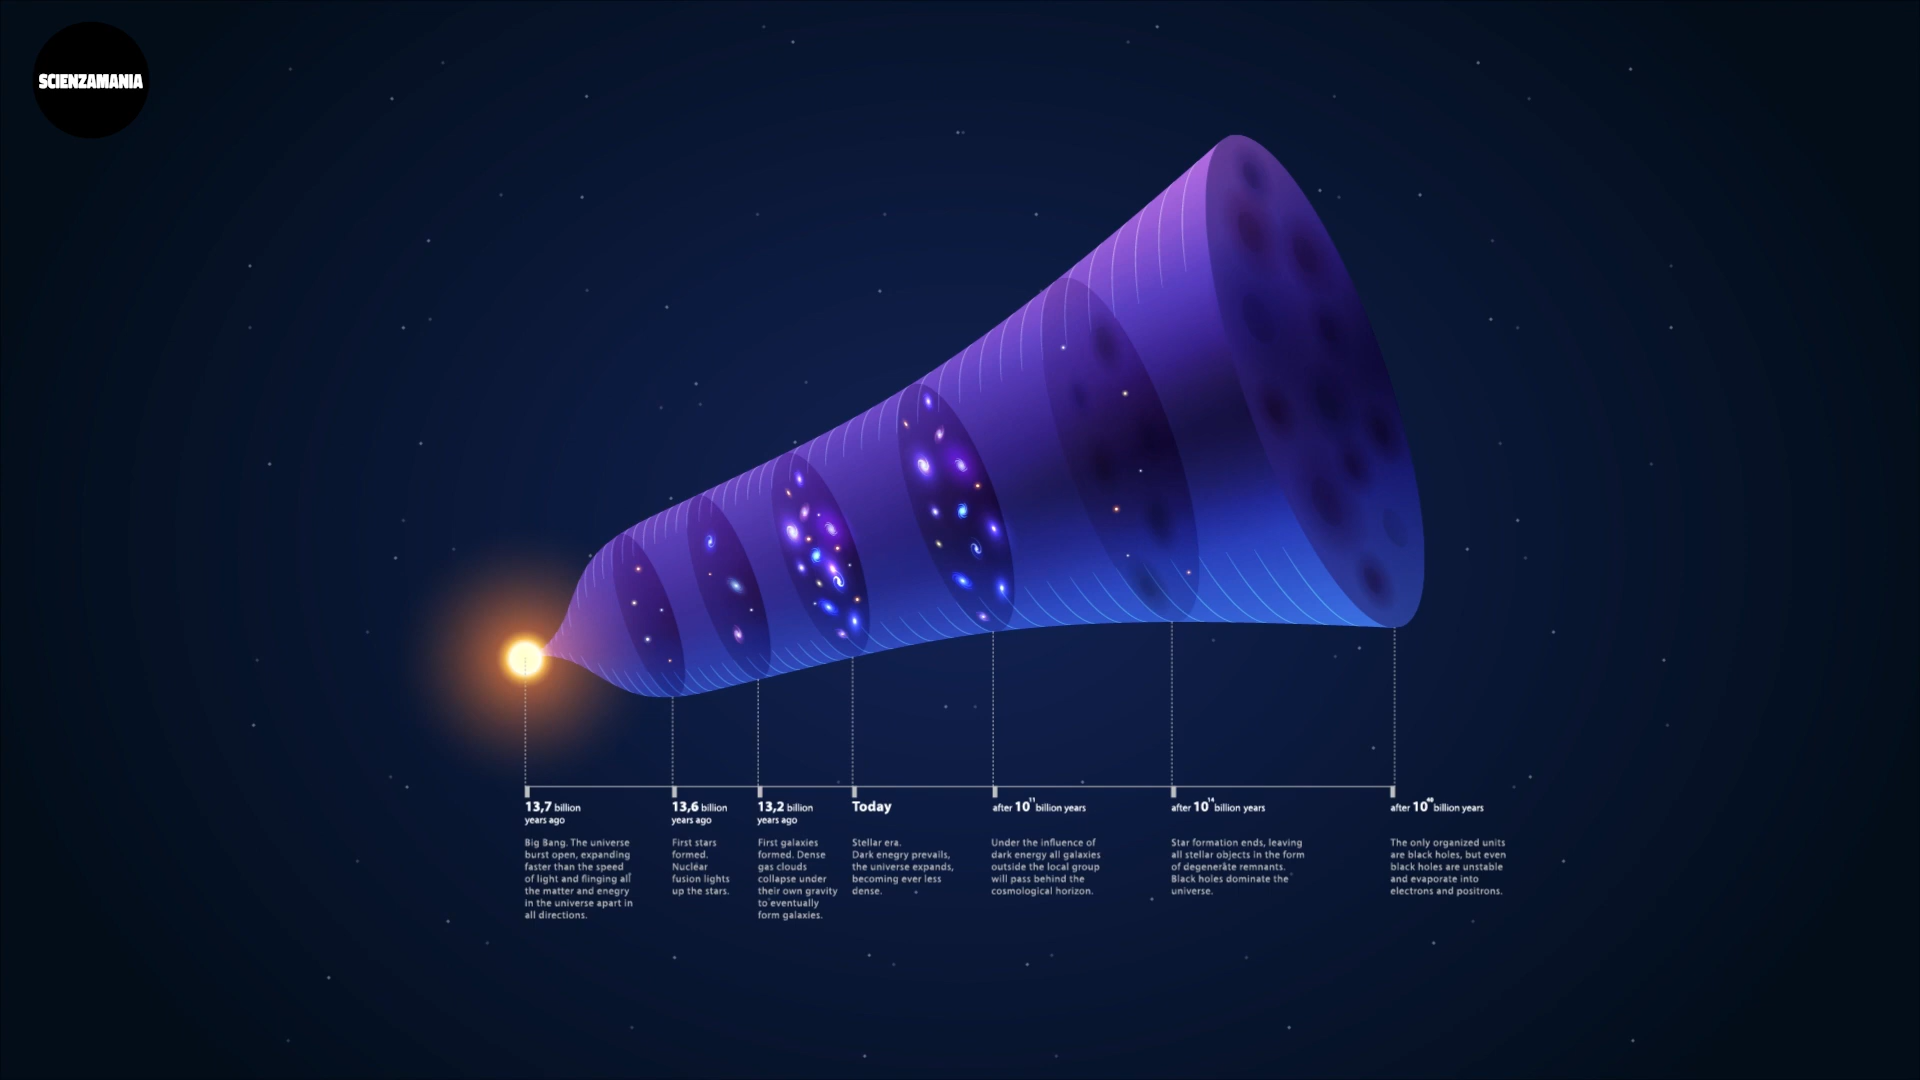 SCIENZAMANIA
13,7 billion
years ago
Big Bang. The universe
burst open, expanding
faster than the speed
of light and flinging all
the matter and enegry
in the universe apart in
all directions.
13,6 billion
years ago
First stars
formed.
Nuclear
fusion lights
up the stars.
13,2 billion
years ago
First galaxies
formed. Dense
gas clouds
collapse under
their own gravity
to eventually
form galaxies.
Today
Stellar era.
Dark enegry prevails,
the universe expands,
becoming ever less
dense.
after 10¹¹ billion years
Under the influence of
dark energy all galaxies
outside the local group
will pass behind the
cosmological horizon.
after 10¹⁴ billion years
Star formation ends, leaving
all stellar objects in the form
of degenerate remnants.
Black holes dominate the
universe.
after 10⁴⁰ billion years
The only organized units
are black holes, but even
black holes are unstable
and evaporate into
electrons and positrons.